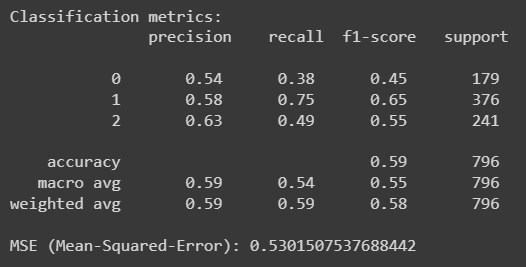 Classification metrics:
precision recall f1-score support
0 0.54 0.38 0.45 179
1 0.58 0.75 0.65 376
2 0.63 0.49 0.55 241
accuracy 0.59 796
macro avg 0.59 0.54 0.55 796
weighted avg 0.59 0.59 0.58 796
MSE (Mean-Squared-Error): 0.5301507537688442